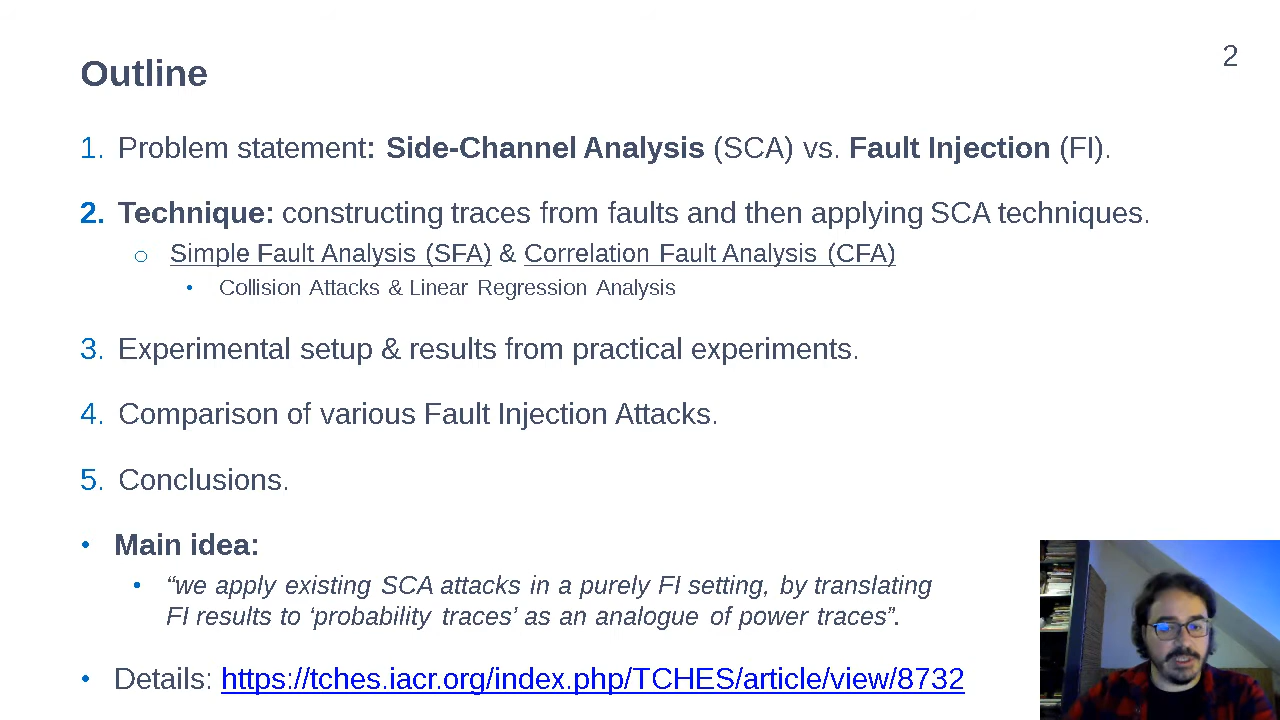 Outline
2
1. Problem statement: Side-Channel Analysis (SCA) vs. Fault Injection (FI).
2. Technique: constructing traces from faults and then applying SCA techniques.
○ Simple Fault Analysis (SFA) & Correlation Fault Analysis (CFA)
• Collision Attacks & Linear Regression Analysis
3. Experimental setup & results from practical experiments.
4. Comparison of various Fault Injection Attacks.
5. Conclusions.
• Main idea:
• “we apply existing SCA attacks in a purely FI setting, by translating
FI results to ‘probability traces’ as an analogue of power traces”.
• Details: https://tches.iacr.org/index.php/TCHES/article/view/8732